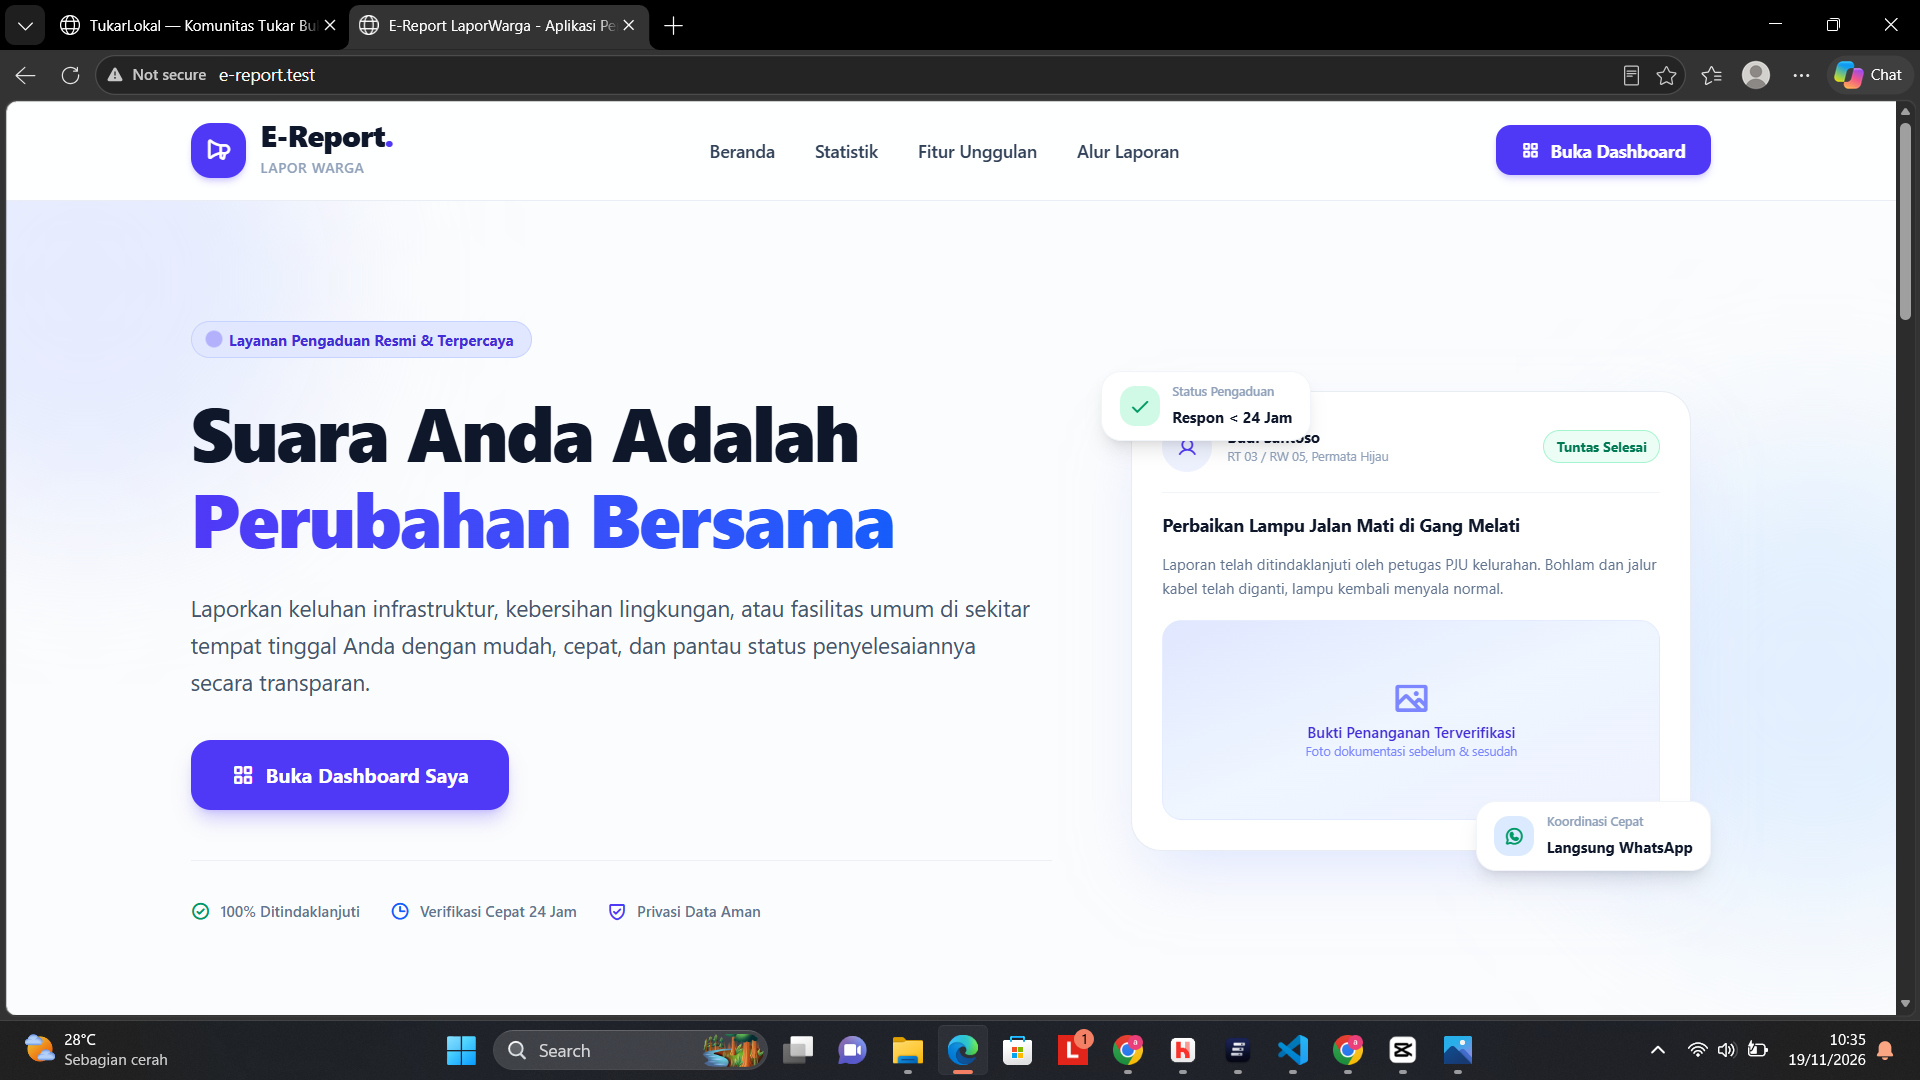 TukarLokal — Komunitas Tukar Bu
E-Report LaporWarga - Aplikasi Pe
Not secure e-report.test
Chat
E-Report.
LAPOR WARGA
Beranda
Statistik
Fitur Unggulan
Alur Laporan
Buka Dashboard
Layanan Pengaduan Resmi & Terpercaya
Suara Anda Adalah
Perubahan Bersama
Laporkan keluhan infrastruktur, kebersihan lingkungan, atau fasilitas umum di sekitar
tempat tinggal Anda dengan mudah, cepat, dan pantau status penyelesaiannya
secara transparan.
Buka Dashboard Saya
100% Ditindaklanjuti
Verifikasi Cepat 24 Jam
Privasi Data Aman
Status Pengaduan
Respon < 24 Jam
RT 03 / RW 05, Permata Hijau
Tuntas Selesai
Perbaikan Lampu Jalan Mati di Gang Melati
Laporan telah ditindaklanjuti oleh petugas PJU kelurahan. Bohlam dan jalur
kabel telah diganti, lampu kembali menyala normal.
Bukti Penanganan Terverifikasi
Foto dokumentasi sebelum & sesudah
Koordinasi Cepat
Langsung WhatsApp
28°C
Sebagian cerah
Search
1
10:35
19/11/2026